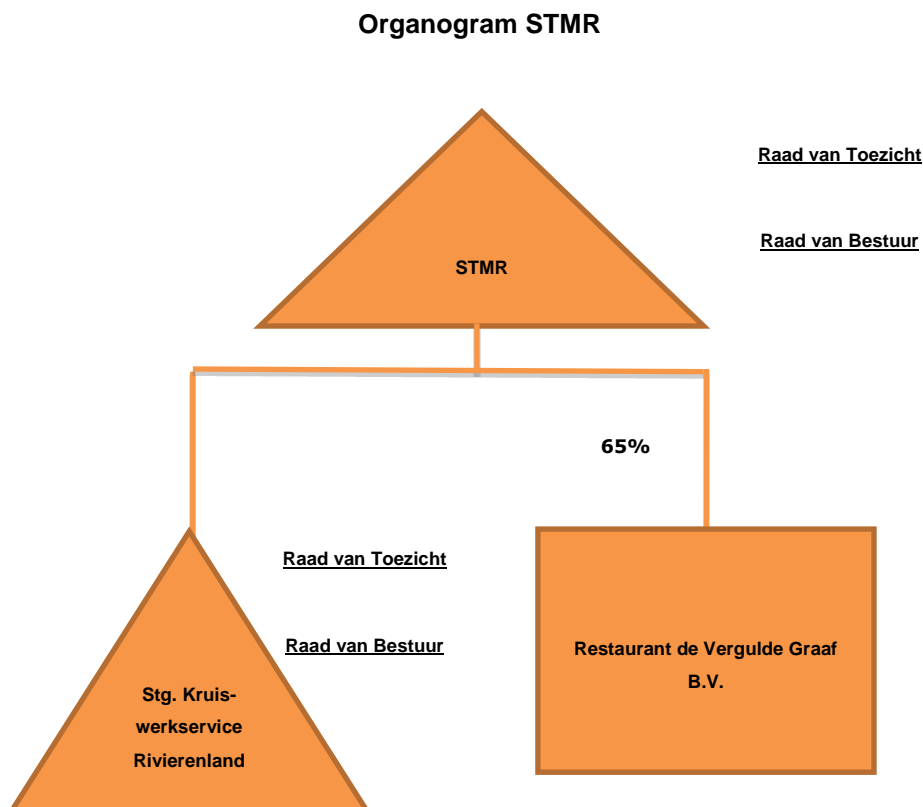 Organogram STMR
Raad van Toezicht
Raad van Bestuur
STMR
65%
Raad van Toezicht
Raad van Bestuur
Stg. Kruis-
werkservice
Rivierenland
Restaurant de Vergulde Graaf
B.V.